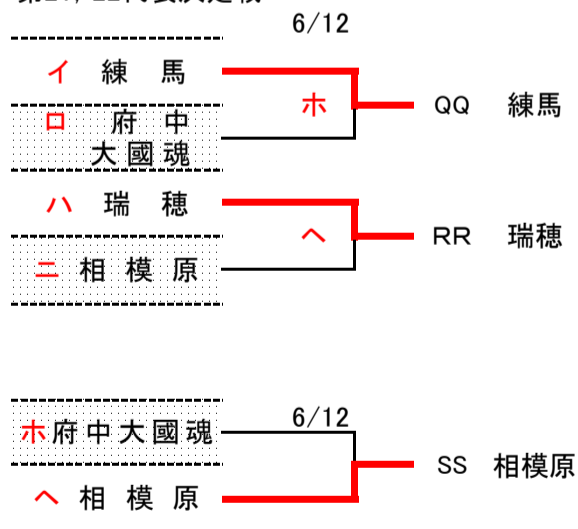 6/12
イ 練 馬
ロ 府 中
大 國 魂
ホ
QQ 練馬
ハ 瑞 穂
ヘ
RR 瑞穂
ニ 相 模 原
6/12
ホ 府 中 大 國 魂
SS 相模原
ヘ 相 模 原